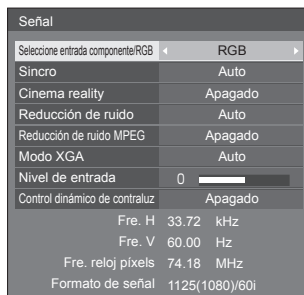 Señal
Seleccione entrada componente/RGB RGB
Sincro Auto
Cinema reality Apagado
Reducción de ruido Auto
Reducción de ruido MPEG Apagado
Modo XGA Auto
Nivel de entrada 0
Control dinámico de contraluz Apagado
Fre. H 33.72 kHz
Fre. V 60.00 Hz
Fre. reloj píxels 74.18 MHz
Formato de señal 1125(1080)/60i